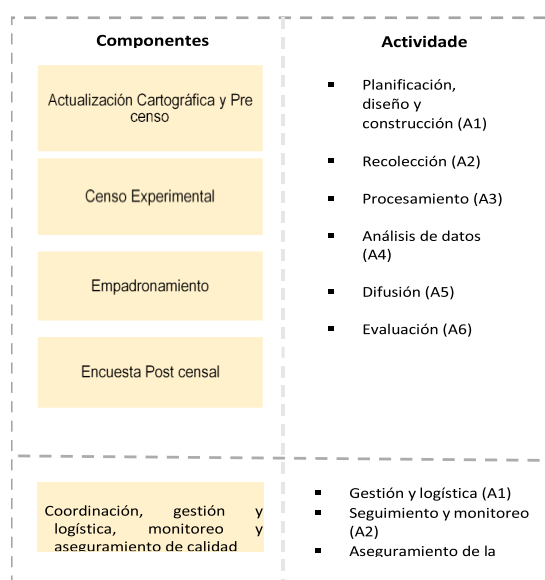 Componentes
Actualización Cartográfica y Pre
censo
Censo Experimental
Empadronamiento
Encuesta Post censal
Actividade
▪ Planificación,
diseño y
construcción (A1)
▪ Recolección (A2)
▪ Procesamiento (A3)
▪ Análisis de datos
(A4)
▪ Difusión (A5)
▪ Evaluación (A6)
Coordinación, gestión y
logística, monitoreo y
aseguramiento de calidad
▪ Gestión y logística (A1)
▪ Seguimiento y monitoreo
(A2)
▪ Aseguramiento de la